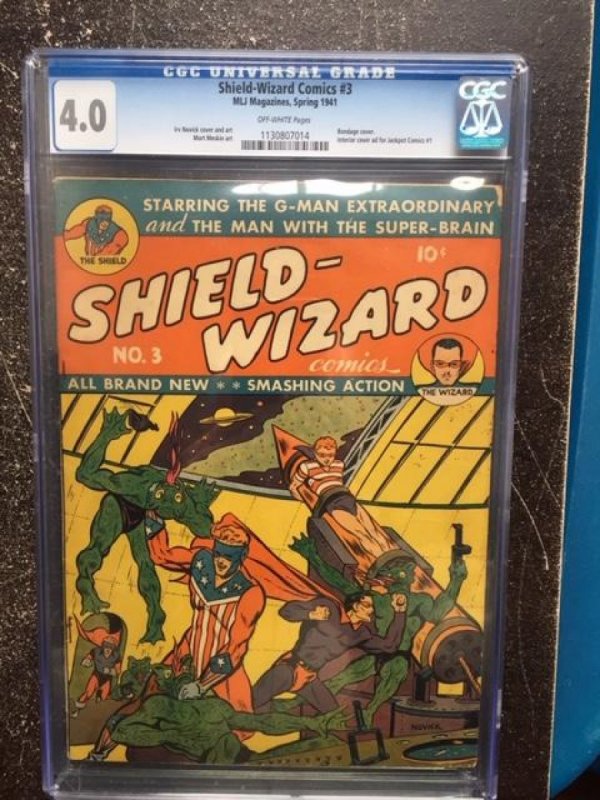 CGC UNIVERSAL GRADE
4.0
Shield-Wizard Comics #3
MLJ Magazines, Spring 1941
OFF-WHITE Pages
Irv Novick cover and art
Mort Meskin art
1130807014
Bondage cover.
Interior cover ad for Jackpot Comics #1
CGC
STARRING THE G-MAN EXTRAORDINARY
and THE MAN WITH THE SUPER-BRAIN
THE SHIELD
10¢
SHIELD-
WIZARD
NO. 3
comics
ALL BRAND NEW ** SMASHING ACTION
THE WIZARD
NOVICK